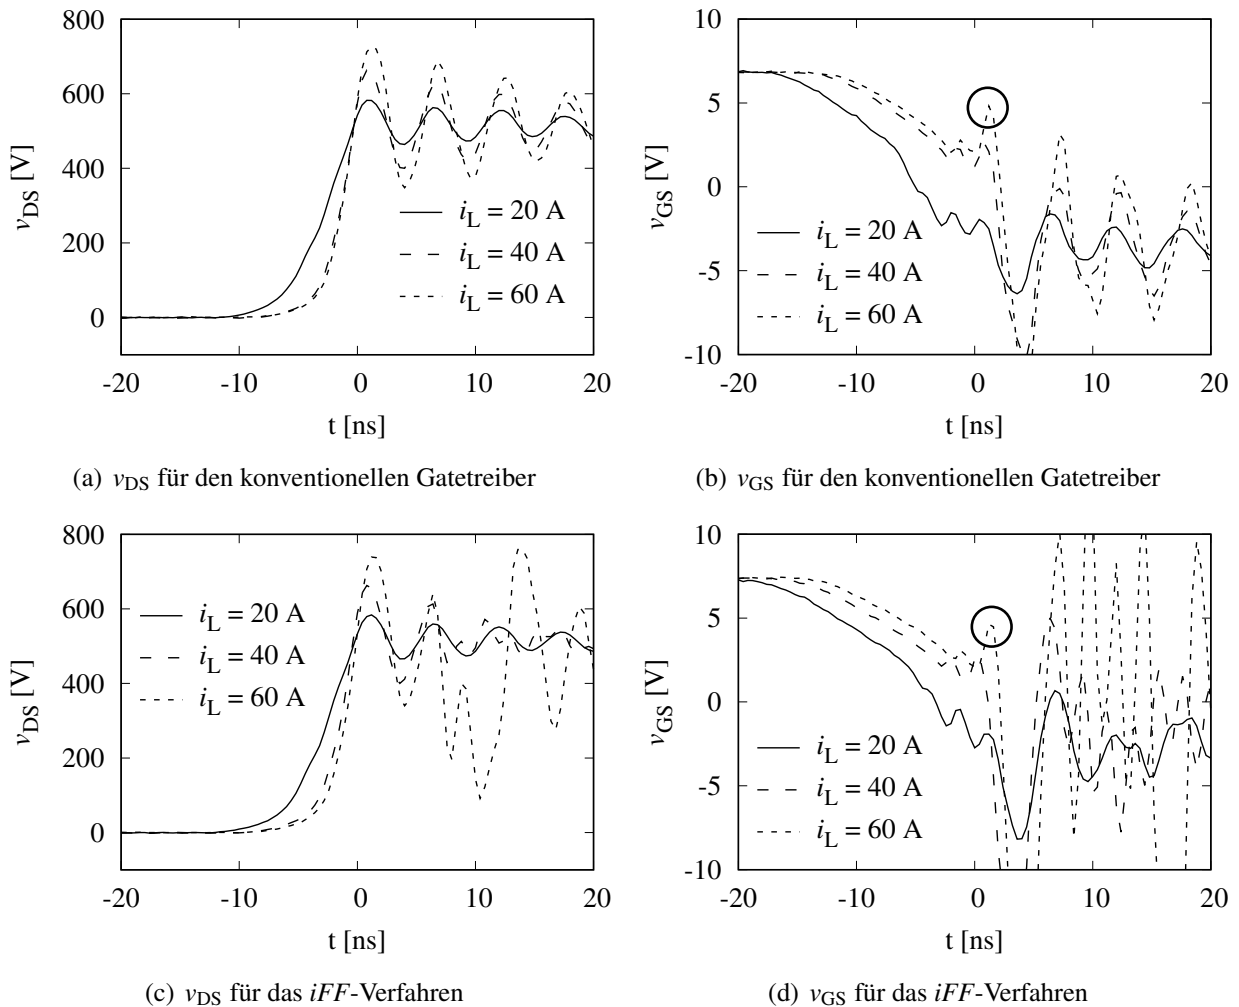 800
600
400
200
0
v_DS [V]
i_L = 20 A
i_L = 40 A
i_L = 60 A
-20 -10 0 10 20
t [ns]
(a) v_DS für den konventionellen Gatetreiber
10
5
0
-5
-10
v_GS [V]
i_L = 20 A
i_L = 40 A
i_L = 60 A
-20 -10 0 10 20
t [ns]
(b) v_GS für den konventionellen Gatetreiber
800
600
400
200
0
v_DS [V]
i_L = 20 A
i_L = 40 A
i_L = 60 A
-20 -10 0 10 20
t [ns]
(c) v_DS für das iFF-Verfahren
10
5
0
-5
-10
v_GS [V]
i_L = 20 A
i_L = 40 A
i_L = 60 A
-20 -10 0 10 20
t [ns]
(d) v_GS für das iFF-Verfahren